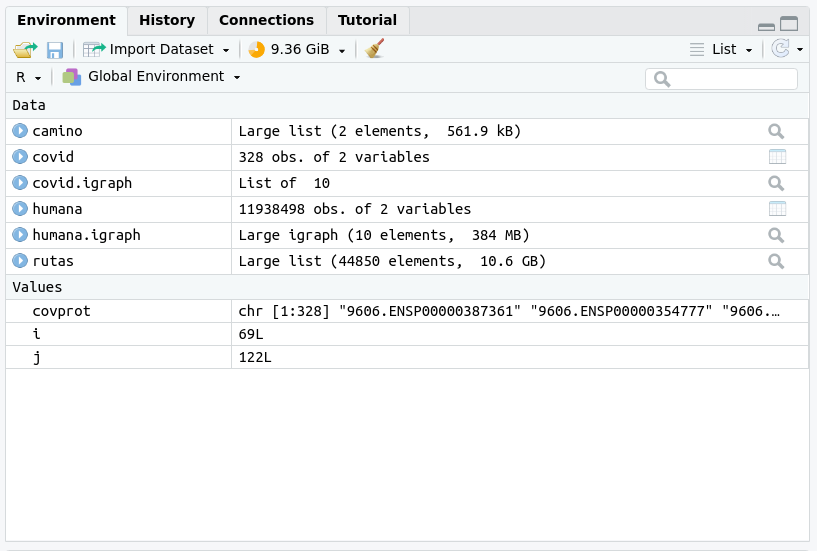 Environment History Connections Tutorial
Import Dataset 9.36 GiB List
R Global Environment
Data
camino Large list (2 elements,  561.9 kB)
covid 328 obs. of 2 variables
covid.igraph List of  10
humana 11938498 obs. of 2 variables
humana.igraph Large igraph (10 elements,  384 MB)
rutas Large list (44850 elements,  10.6 GB)
Values
covprot chr [1:328] "9606.ENSP00000387361" "9606.ENSP00000354777" "9606.…
i 69L
j 122L